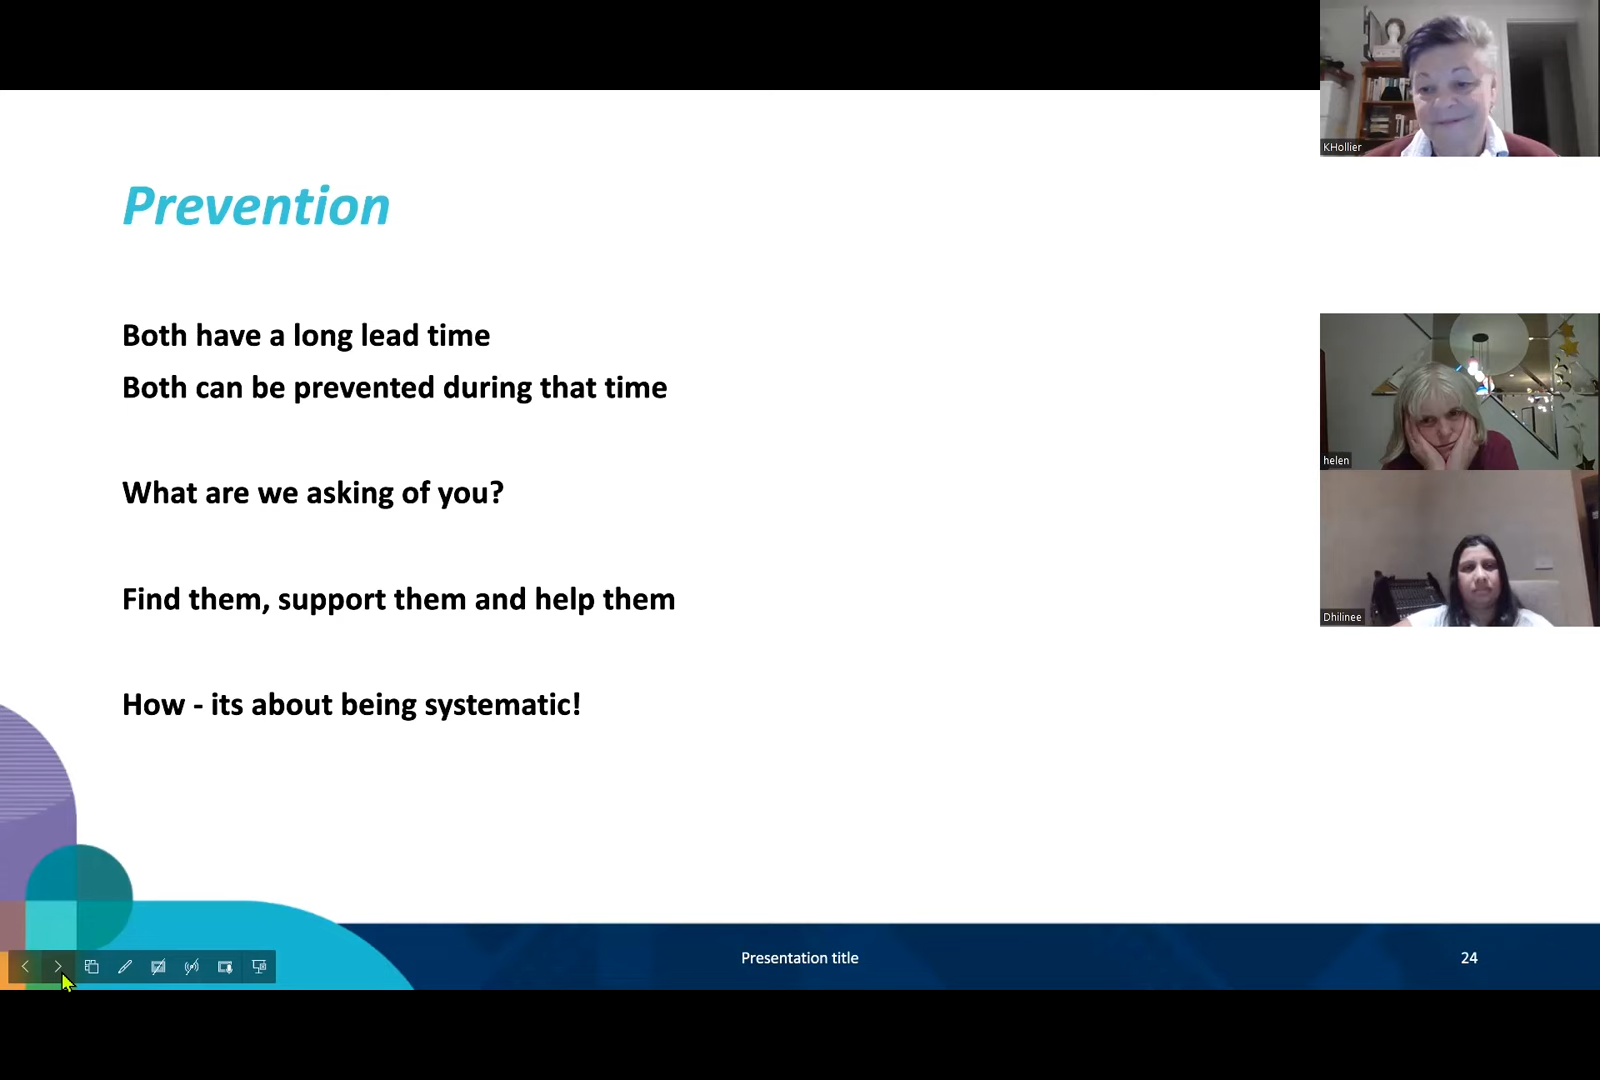 KHollier
Prevention
Both have a long lead time
Both can be prevented during that time
helen
What are we asking of you?
Find them, support them and help them
Dhilinee
How - its about being systematic!
Presentation title
24